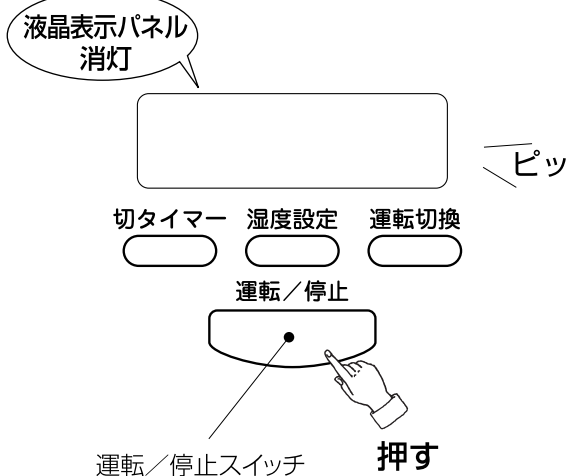 液晶表示パネル
消灯
ピッ
切タイマー 湿度設定 運転切換
運転／停止
運転／停止スイッチ
押す